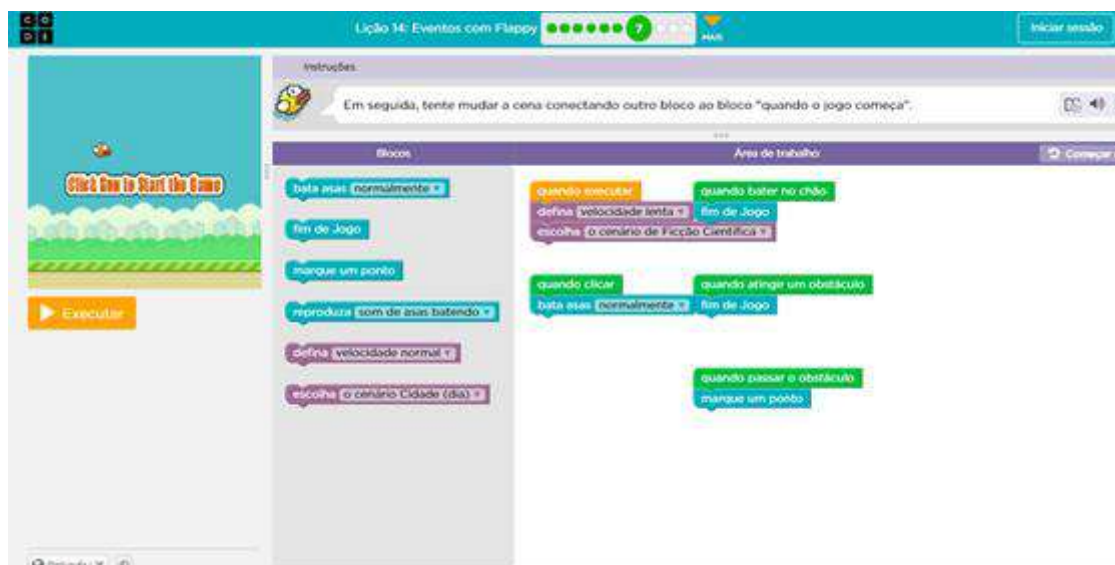 C O
D E
Lição 14: Eventos com Flappy
7
MAIS
Iniciar sessão
Instruções
Em seguida, tente mudar a cena conectando outro bloco ao bloco "quando o jogo começa".
Click Run to Start the Game
Executar
Blocos
Área de trabalho
Começar
bata asas normalmente
fim de Jogo
marque um ponto
reproduza som de asas batendo
defina velocidade normal
escolha o cenário Cidade (dia)
quando executar
defina velocidade lenta
escolha o cenário de Ficção Científica
quando bater no chão
fim de Jogo
quando clicar
bata asas normalmente
quando atingir um obstáculo
fim de Jogo
quando passar o obstáculo
marque um ponto